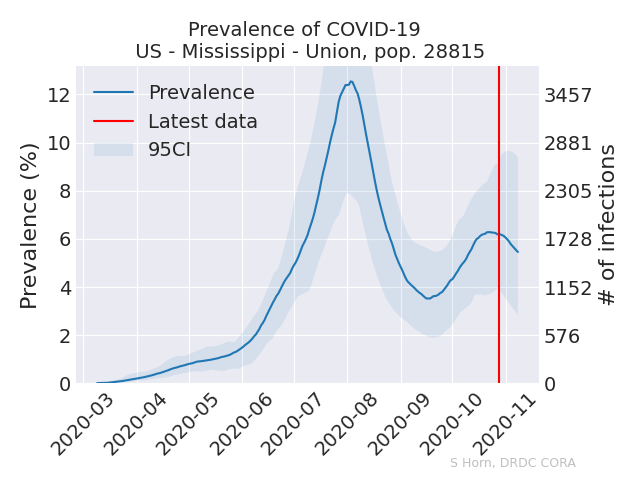 Prevalence of COVID-19
US - Mississippi - Union, pop. 28815
Prevalence
Latest data
95CI
Prevalence (%)
12
10
8
6
4
2
0
3457
2881
2305
1728
1152
576
0
# of infections
2020-03
2020-04
2020-05
2020-06
2020-07
2020-08
2020-09
2020-10
2020-11
S Horn, DRDC CORA